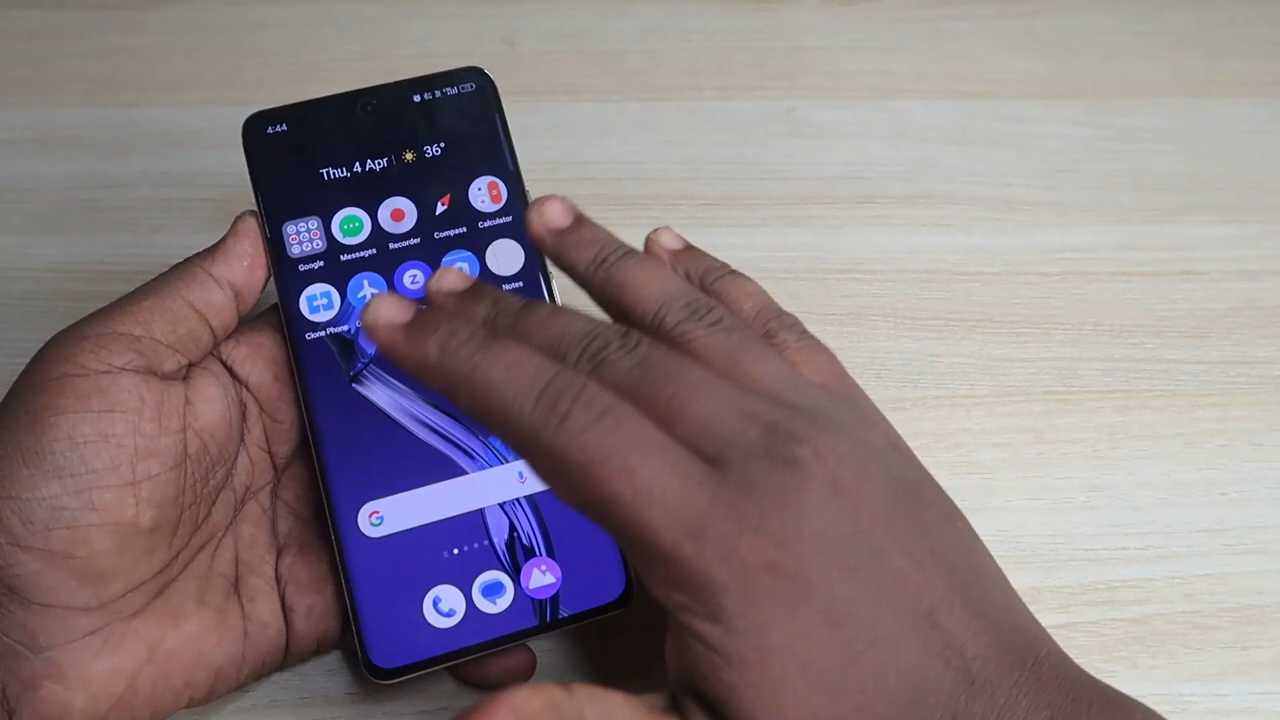 4:44
Thu, 4 Apr | 36°
Google
Messages
Recorder
Compass
Calculator
Clone Phone
Notes